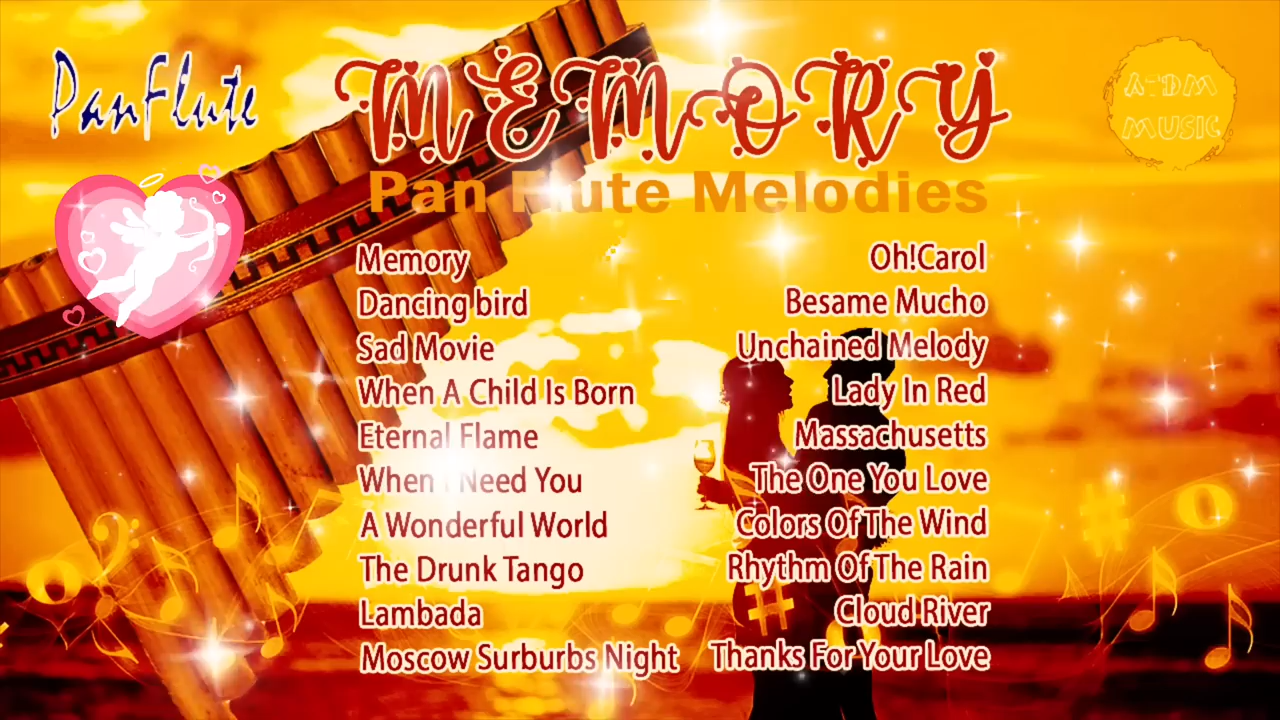 PanFlute
MEMORY
A-DM
MUSIC
Pan Flute Melodies
Memory
Dancing bird
Sad Movie
When A Child Is Born
Eternal Flame
When I Need You
A Wonderful World
The Drunk Tango
Lambada
Moscow Surburbs Night
Oh!Carol
Besame Mucho
Unchained Melody
Lady In Red
Massachusetts
The One You Love
Colors Of The Wind
Rhythm Of The Rain
Cloud River
Thanks For Your Love